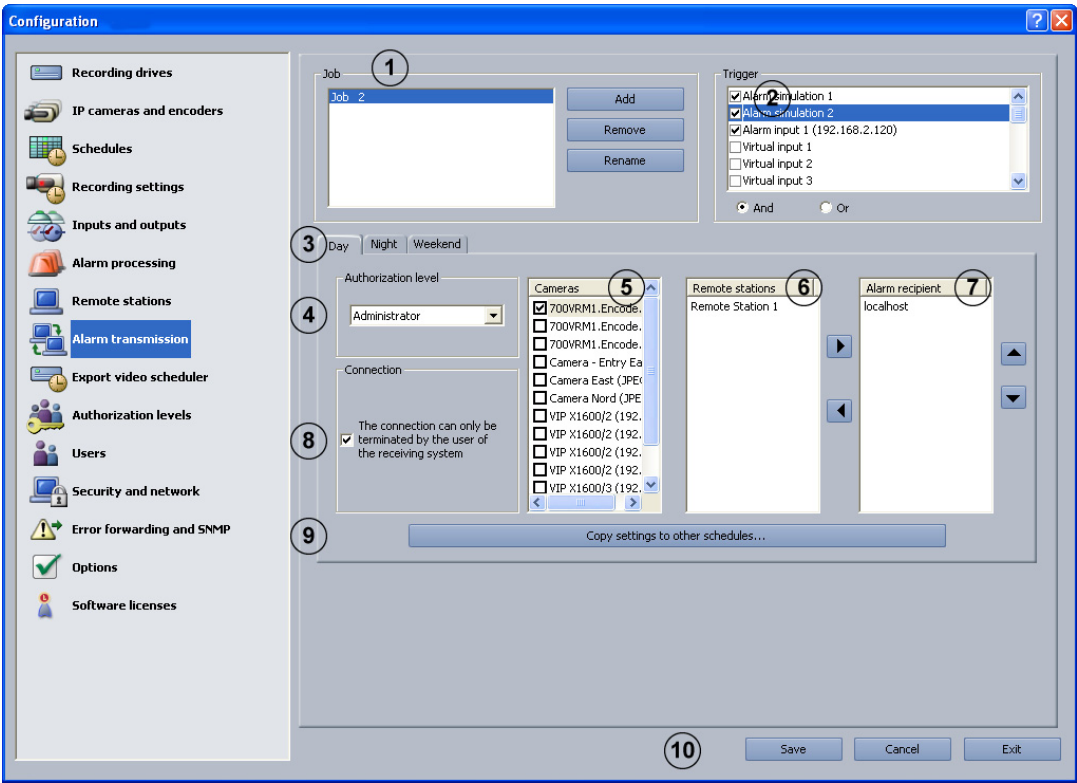 Configuration
Recording drives
IP cameras and encoders
Schedules
Recording settings
Inputs and outputs
Alarm processing
Remote stations
Alarm transmission
Export video scheduler
Authorization levels
Users
Security and network
Error forwarding and SNMP
Options
Software licenses
Job
1
Job 2
Add
Remove
Rename
Trigger
2
Alarm simulation 1
Alarm simulation 2
Alarm input 1 (192.168.2.120)
Virtual input 1
Virtual input 2
Virtual input 3
And
Or
3
Day
Night
Weekend
Authorization level
4
Administrator
Connection
8
The connection can only be
terminated by the user of
the receiving system
Cameras
5
700VRM1.Encode.
700VRM1.Encode.
700VRM1.Encode.
Camera - Entry Ea
Camera East (JPE
Camera Nord (JPE
VIP X1600/2 (192.
VIP X1600/2 (192.
VIP X1600/2 (192.
VIP X1600/2 (192.
VIP X1600/3 (192.
Remote stations
6
Remote Station 1
Alarm recipient
7
localhost
9
Copy settings to other schedules...
10
Save
Cancel
Exit